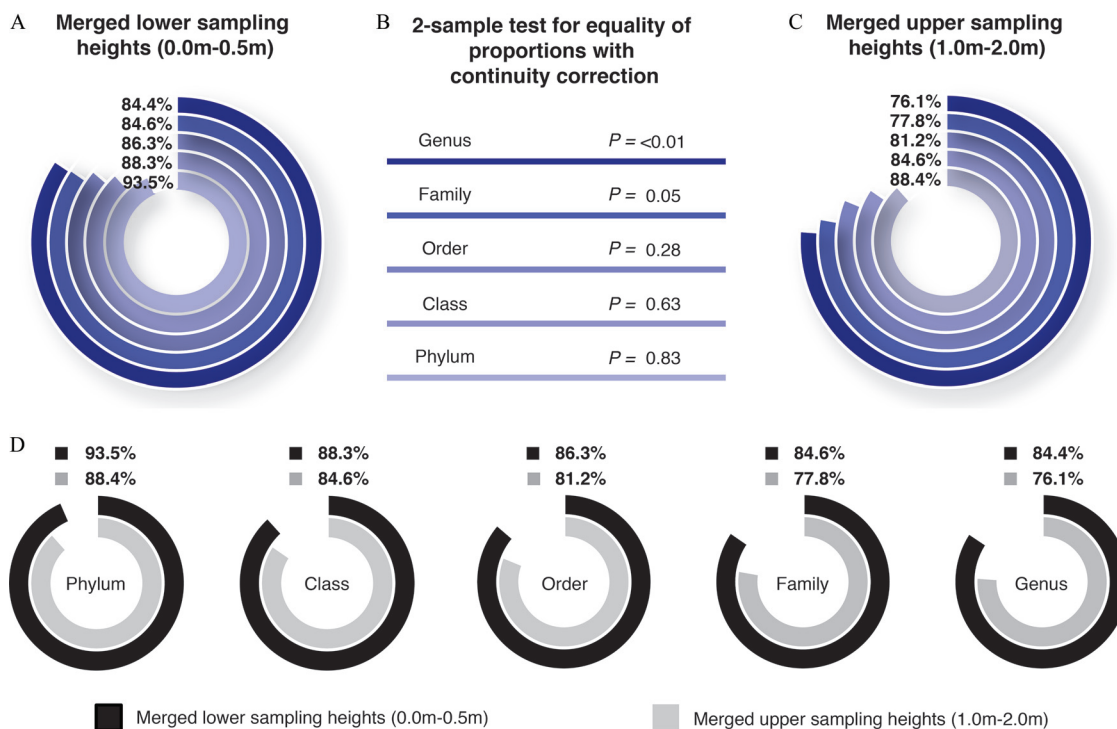 A
Merged lower sampling
heights (0.0m-0.5m)
84.4%
84.6%
86.3%
88.3%
93.5%
B
2-sample test for equality of
proportions with
continuity correction
Genus P = <0.01
Family P = 0.05
Order P = 0.28
Class P = 0.63
Phylum P = 0.83
C
Merged upper sampling
heights (1.0m-2.0m)
76.1%
77.8%
81.2%
84.6%
88.4%
D
93.5%
88.4%
Phylum
88.3%
84.6%
Class
86.3%
81.2%
Order
84.6%
77.8%
Family
84.4%
76.1%
Genus
Merged lower sampling heights (0.0m-0.5m)
Merged upper sampling heights (1.0m-2.0m)